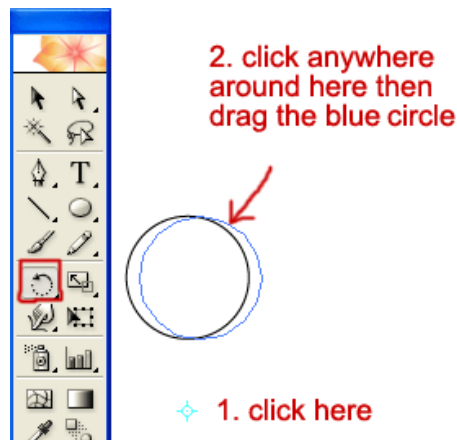 2. click anywhere
around here then
drag the blue circle
T
1. click here